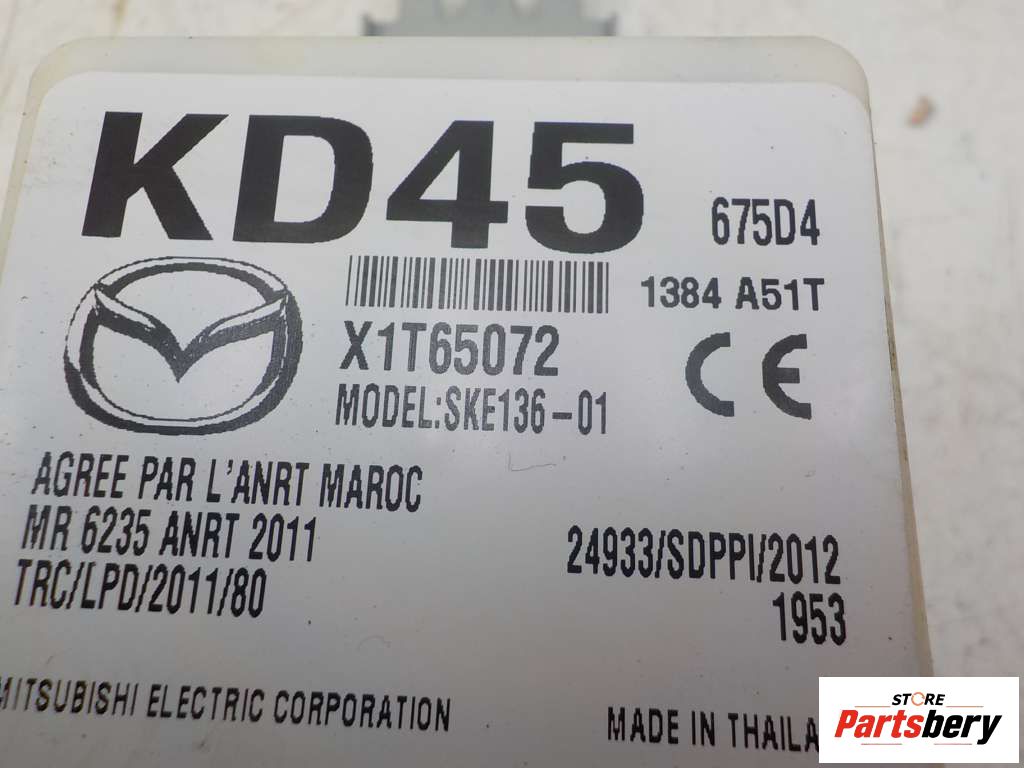 KD45
675D4
1384 A51T
X1T65072
MODEL:SKE136-01
CE
AGREE PAR L'ANRT MAROC
MR 6235 ANRT 2011
TRC/LPD/2011/80
24933/SDPPI/2012
1953
MITSUBISHI ELECTRIC CORPORATION
MADE IN THAILA
STORE
Partsbery